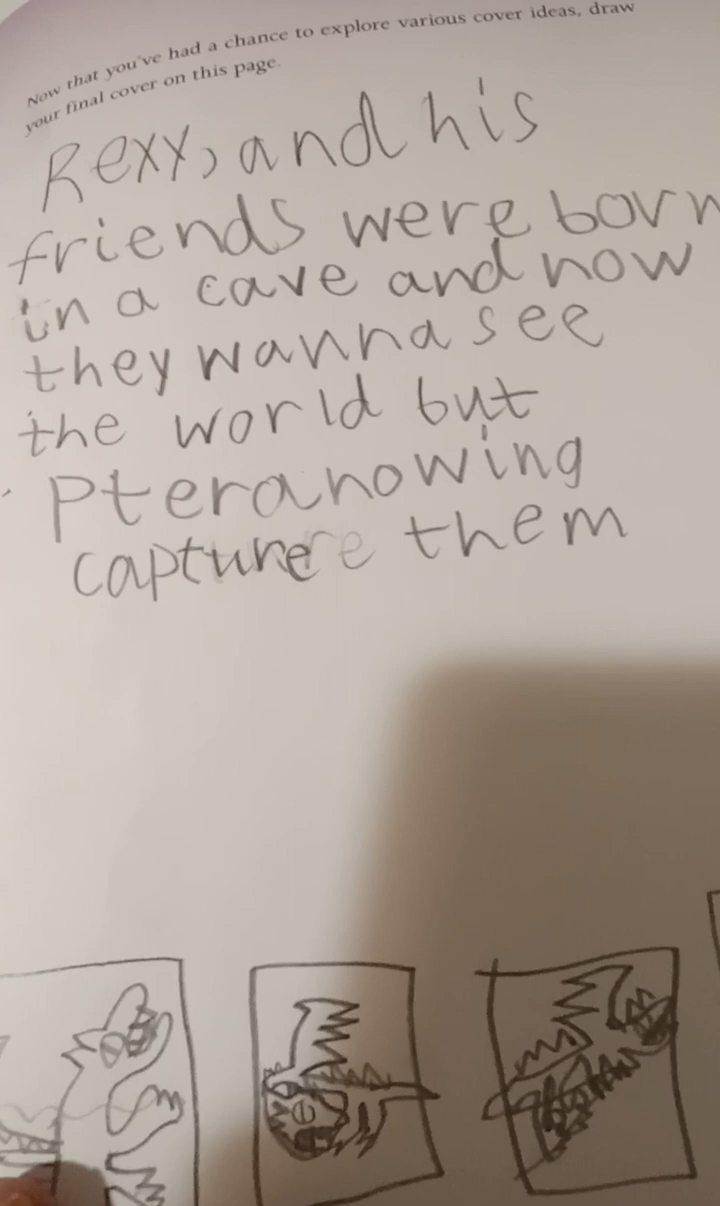 Now that you've had a chance to explore various cover ideas, draw
your final cover on this page.
Rexy, and his
friends were born
in a cave and now
they wanna see
the world but
Pteranowing
capture them